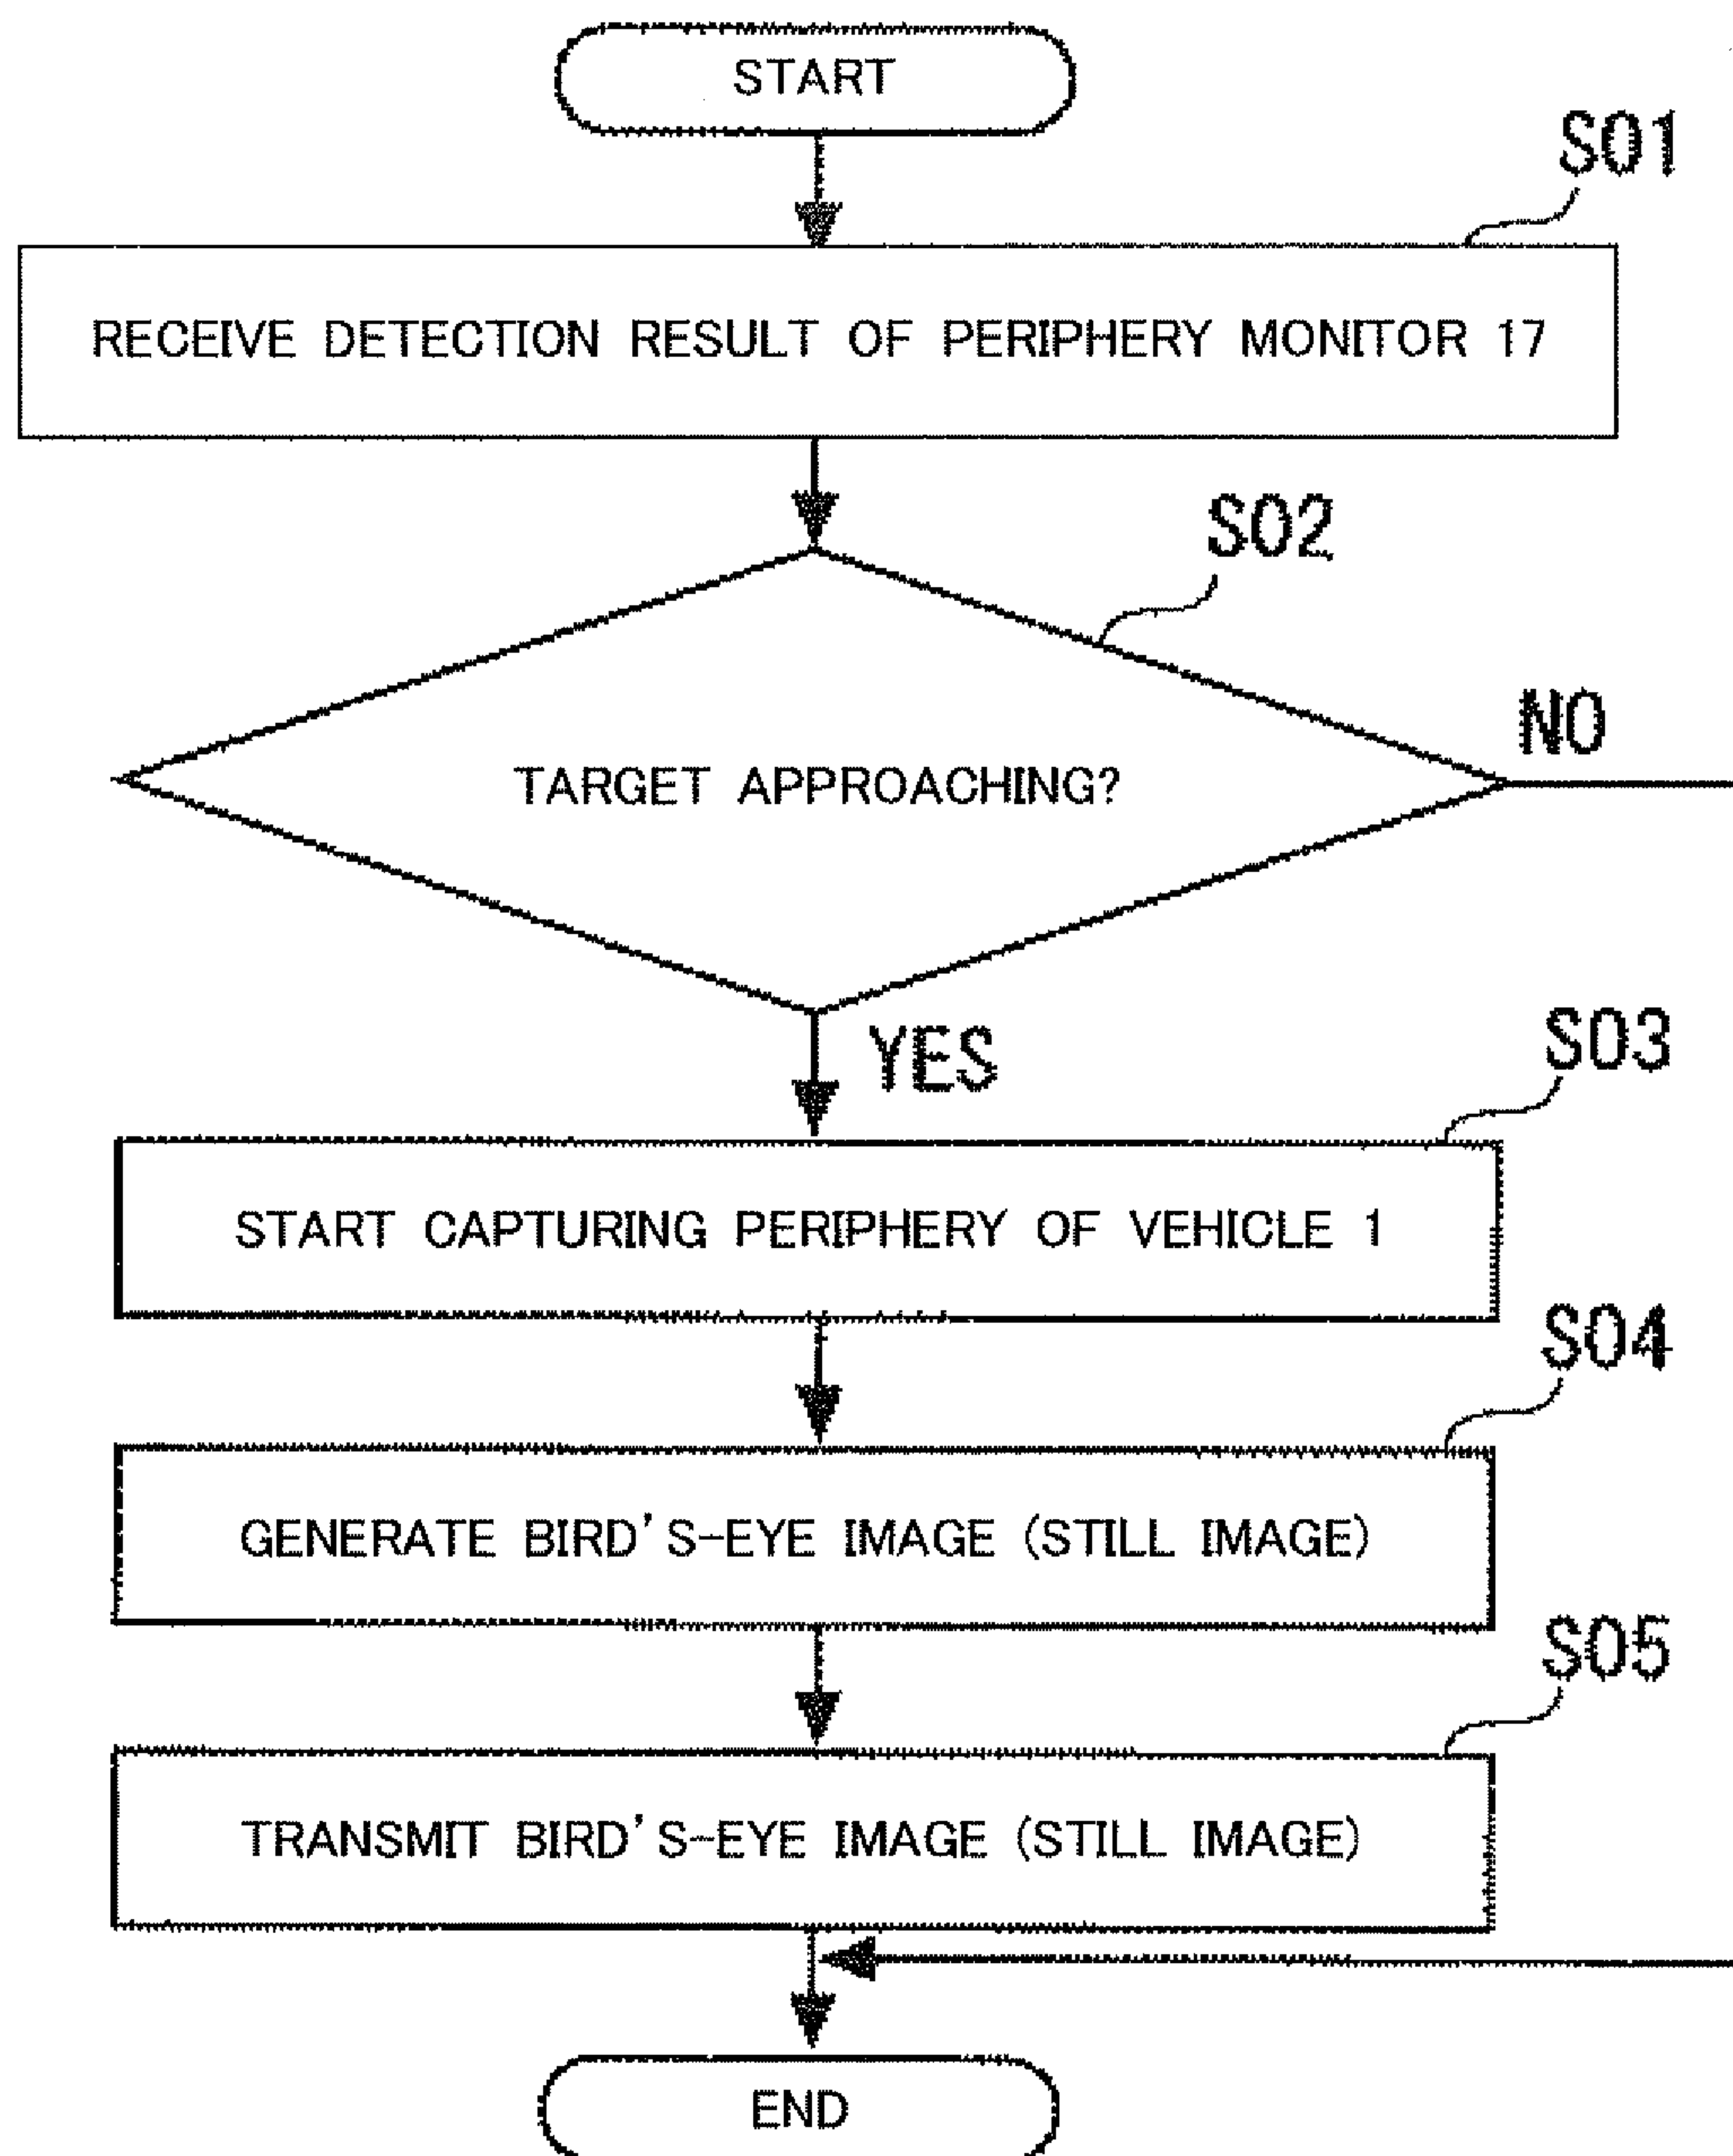 START
S01
RECEIVE DETECTION RESULT OF PERIPHERY MONITOR 17
S02
TARGET APPROACHING?
NO
YES
S03
START CAPTURING PERIPHERY OF VEHICLE 1
S04
GENERATE BIRD'S-EYE IMAGE (STILL IMAGE)
S05
TRANSMIT BIRD'S-EYE IMAGE (STILL IMAGE)
END